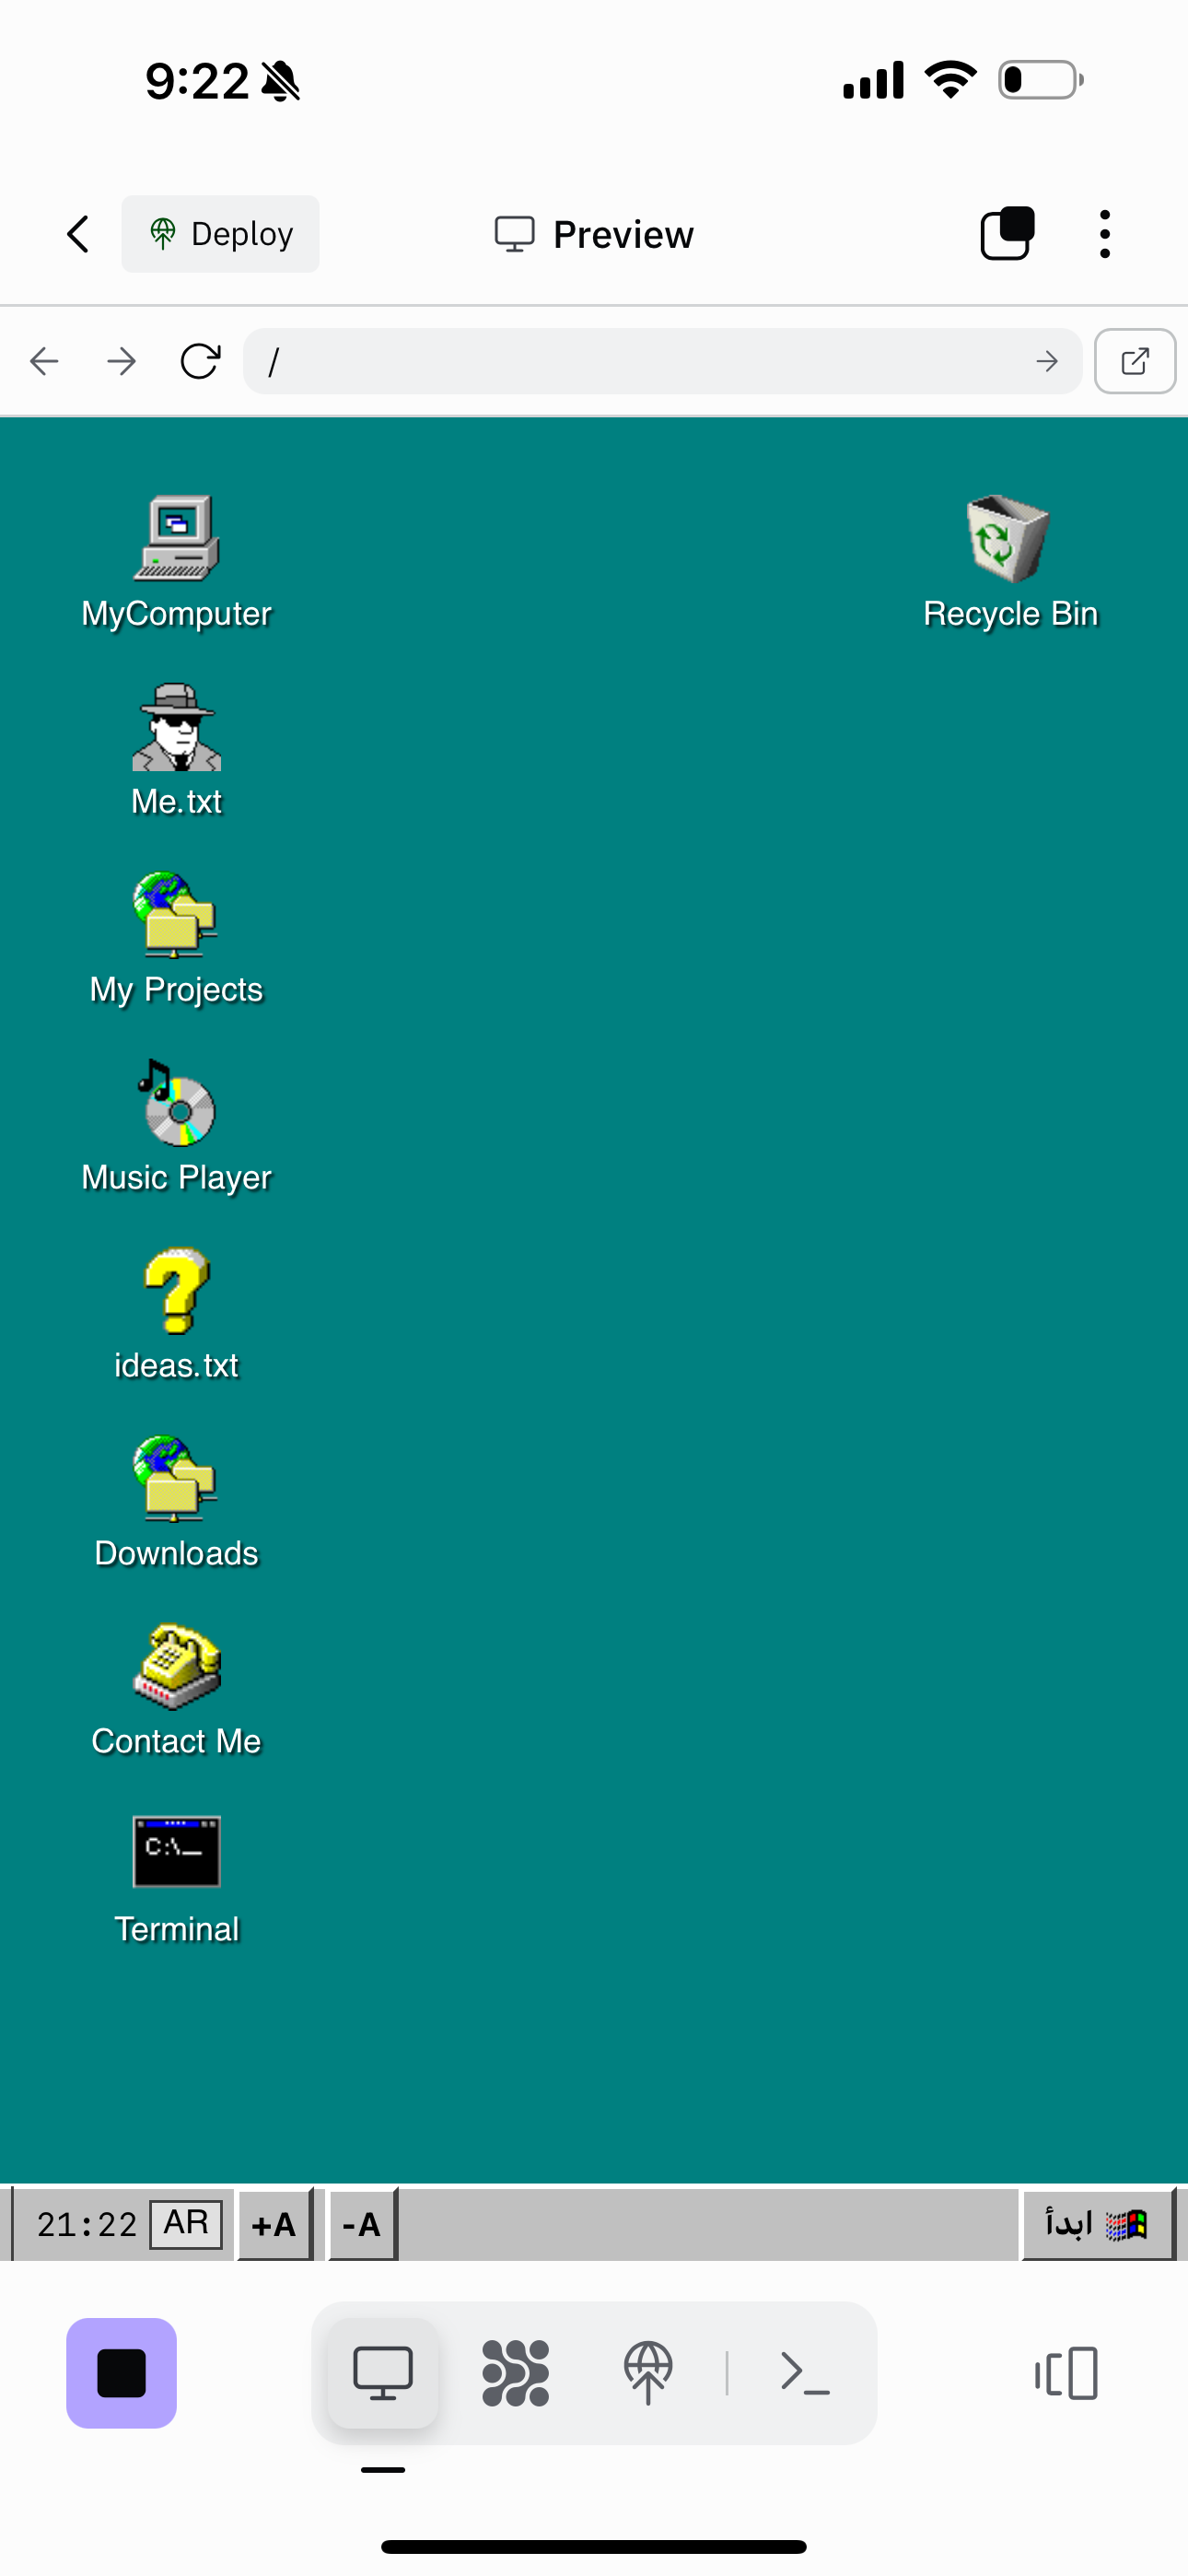 9:22
Deploy
Preview
/
MyComputer
Recycle Bin
Me.txt
My Projects
Music Player
ideas.txt
Downloads
Contact Me
C:\_
Terminal
21:22 AR +A -A ابدأ